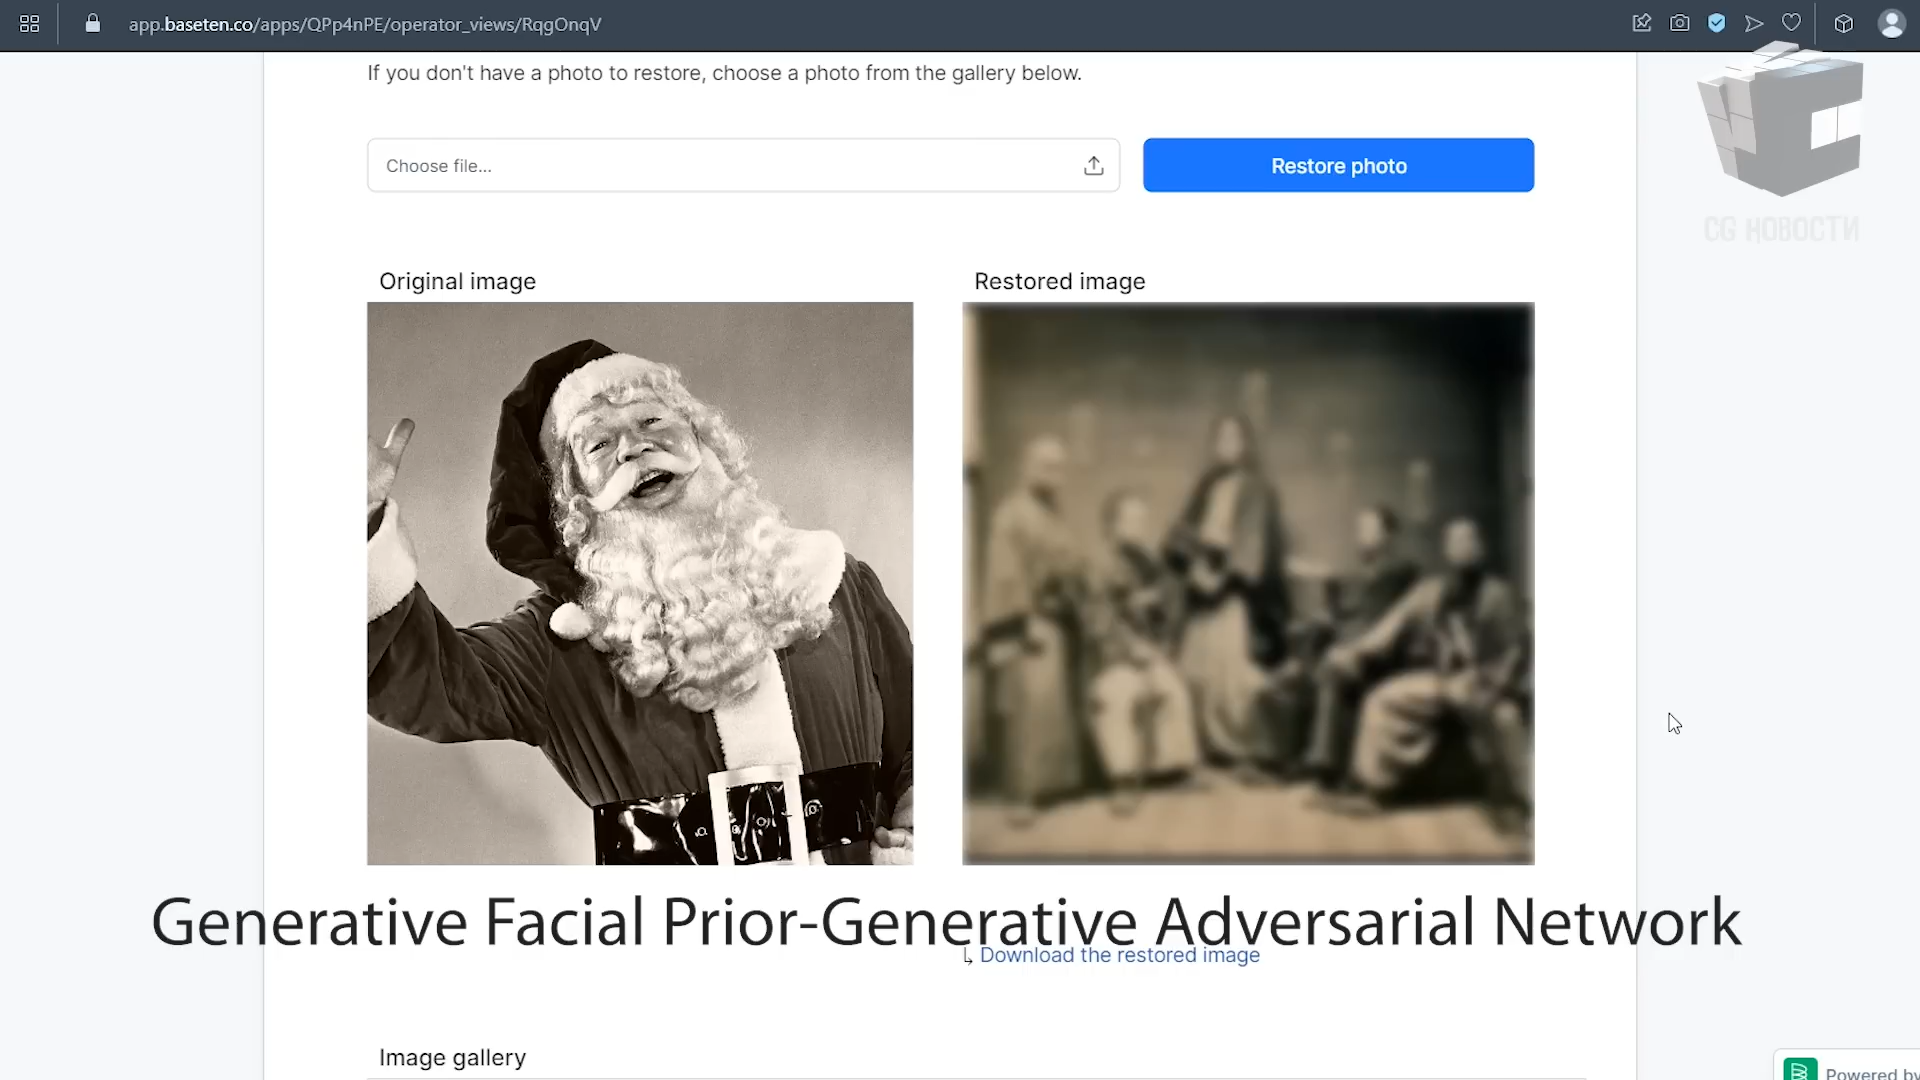 app.baseten.co/apps/QPp4nPE/operator_views/RqgOnqV
If you don't have a photo to restore, choose a photo from the gallery below.
Choose file...
Restore photo
CG НОВОСТИ
Original image
Restored image
Generative Facial Prior-Generative Adversarial Network
↳ Download the restored image
Image gallery
Powered by